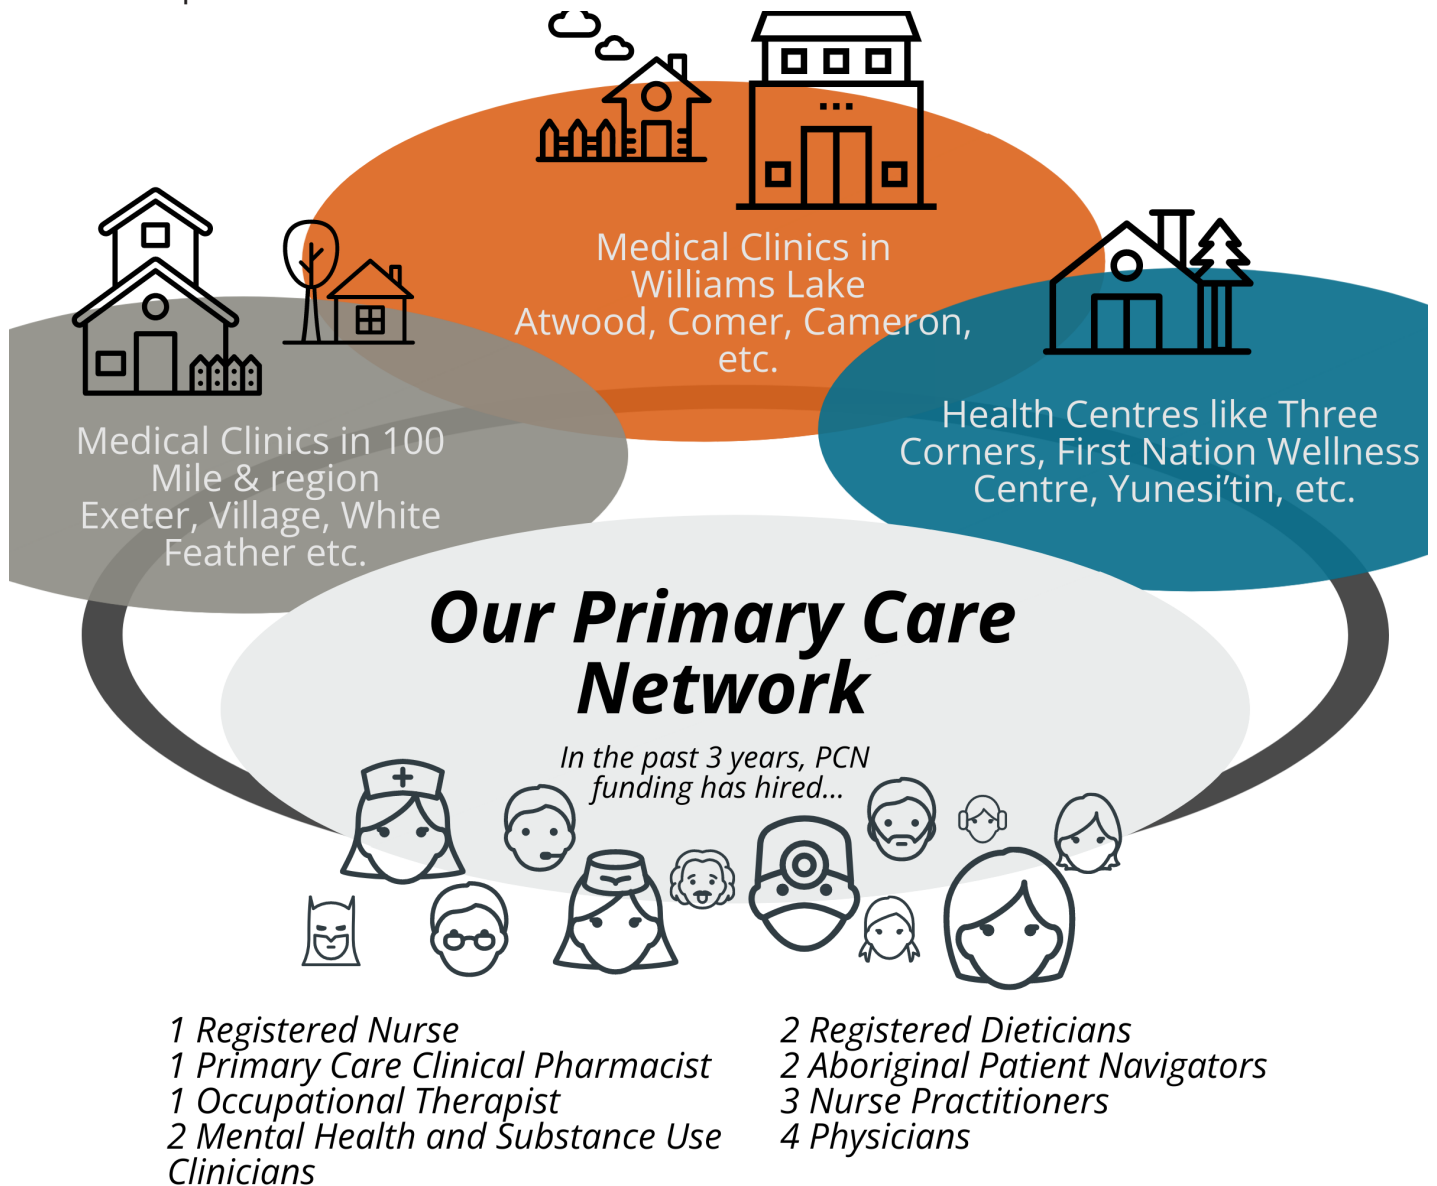 Medical Clinics in
Williams Lake
Atwood, Comer, Cameron,
etc.
Medical Clinics in 100
Mile & region
Exeter, Village, White
Feather etc.
Health Centres like Three
Corners, First Nation Wellness
Centre, Yunesi’tin, etc.
Our Primary Care
Network
In the past 3 years, PCN
funding has hired...
1 Registered Nurse
1 Primary Care Clinical Pharmacist
1 Occupational Therapist
2 Mental Health and Substance Use
Clinicians
2 Registered Dieticians
2 Aboriginal Patient Navigators
3 Nurse Practitioners
4 Physicians